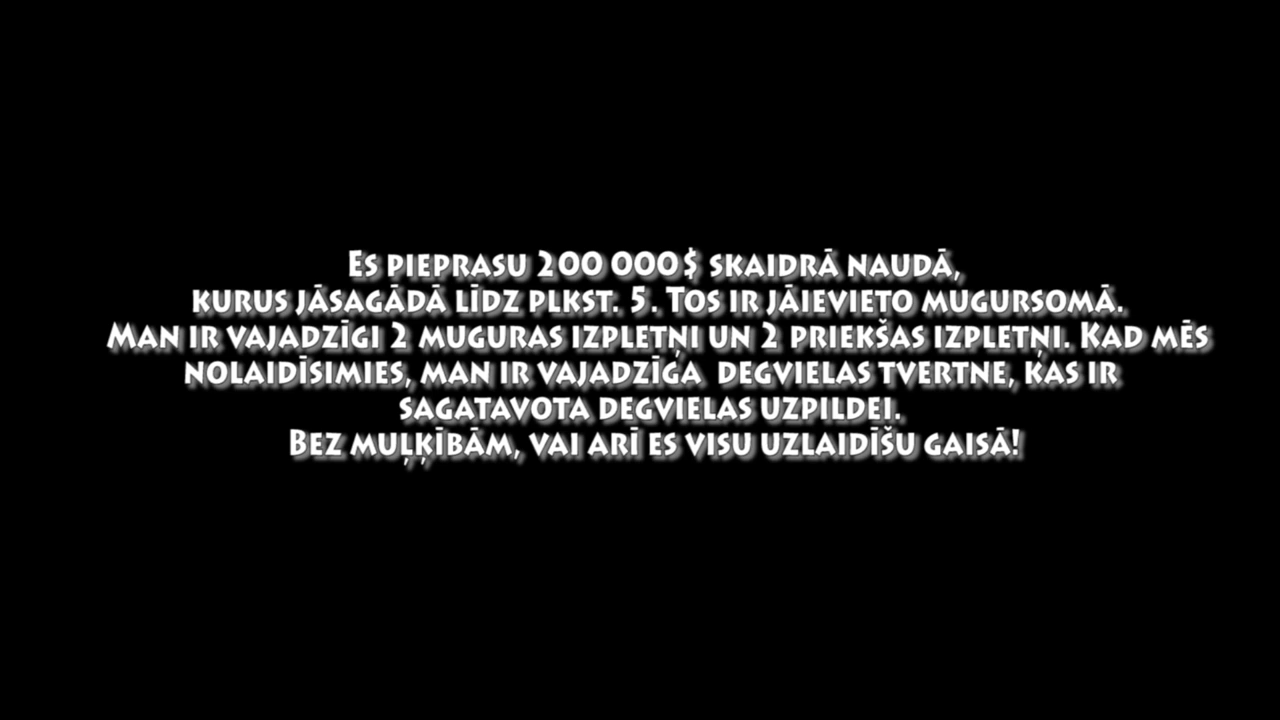 Es pieprasu 200 000$ skaidrā naudā,
kurus jāsagādā līdz plkst. 5. Tos ir jāievieto mugursomā.
Man ir vajadzīgi 2 muguras izpletņi un 2 priekšas izpletņi. Kad mēs
nolaidīsimies, man ir vajadzīga degvielas tvertne, kas ir
sagatavota degvielas uzpildei.
Bez muļķībām, vai arī es visu uzlaidīšu gaisā!